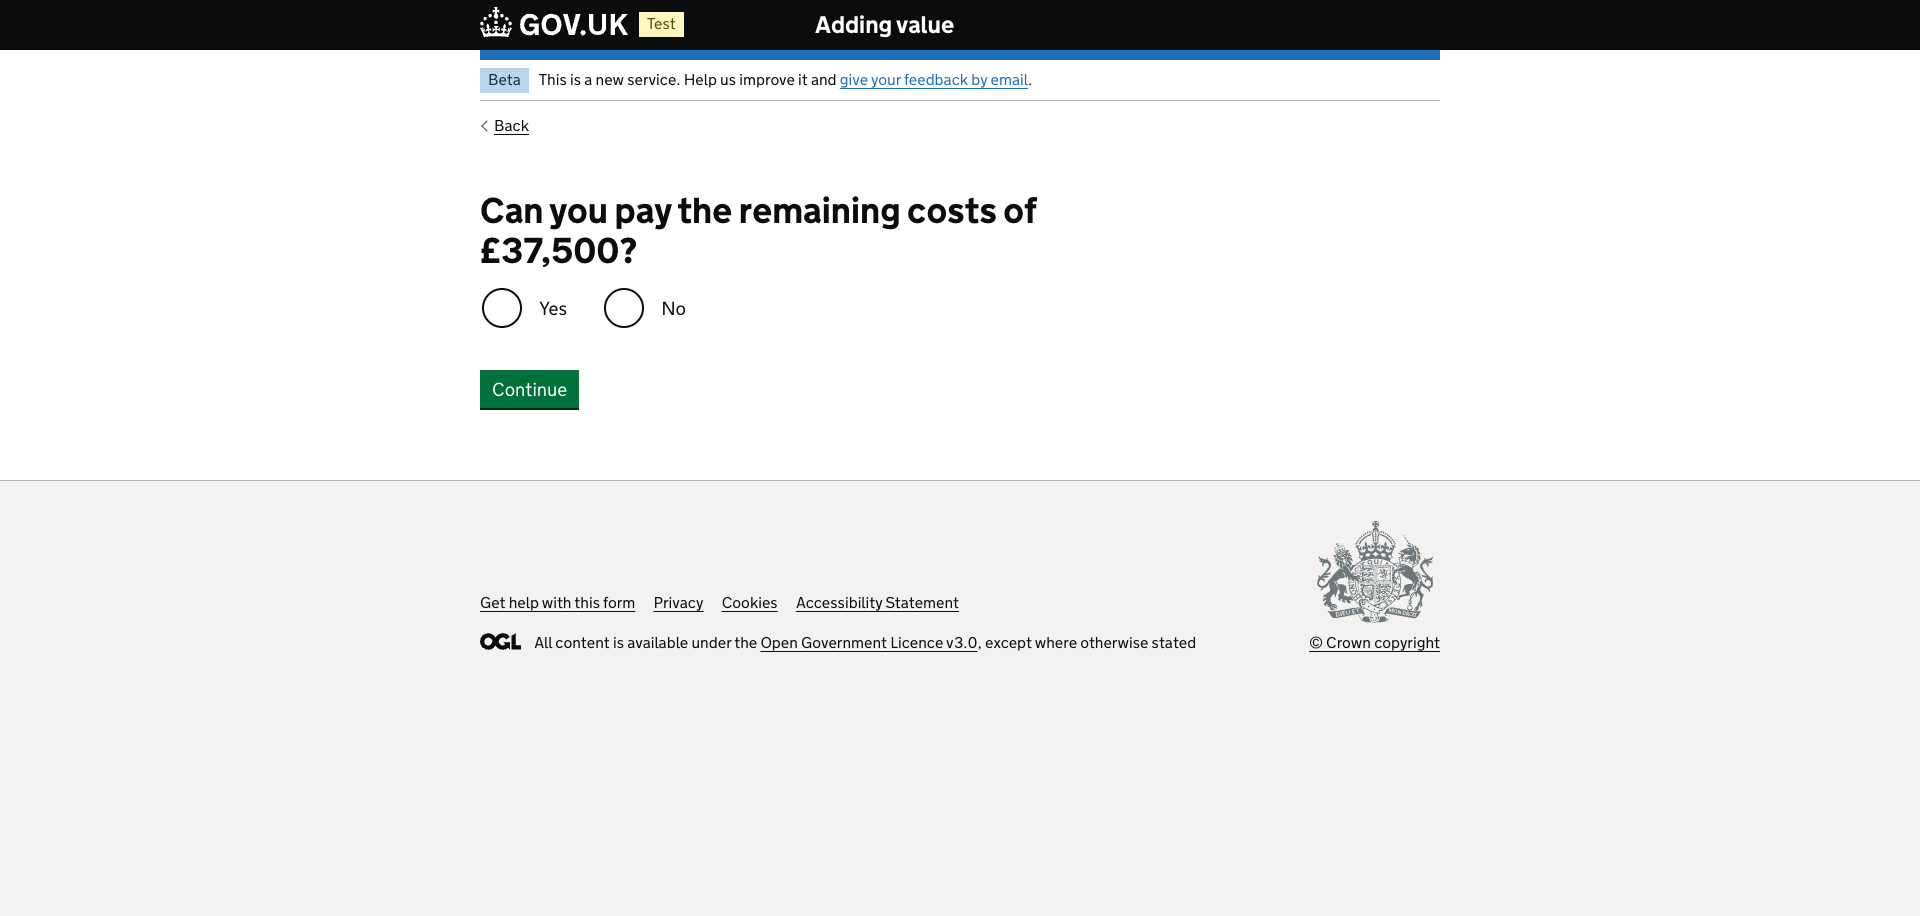 GOV.UK Test Adding value
Beta This is a new service. Help us improve it and give your feedback by email.
Back
Can you pay the remaining costs of
£37,500?
Yes No
Continue
Get help with this form Privacy Cookies Accessibility Statement
OGL All content is available under the Open Government Licence v3.0, except where otherwise stated
© Crown copyright